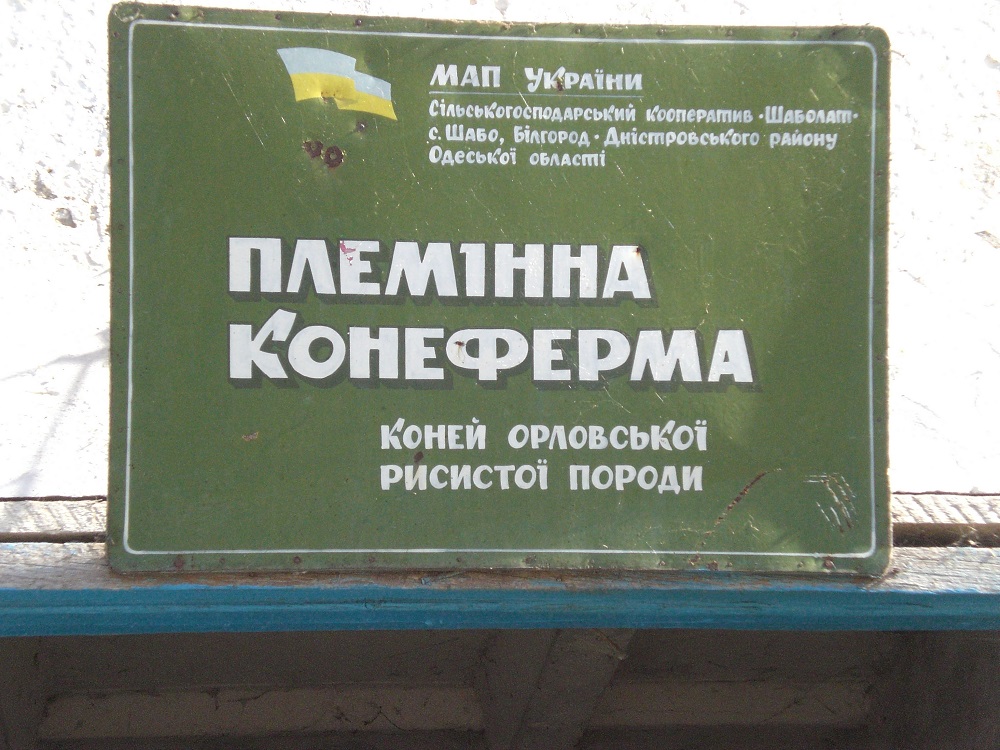 МАП УКРАЇНИ
Сільськогосподарський кооператив "Шаболат"
с. Шабо, Білгород-Дністровського району
Одеської області
ПЛЕМІННА
КОНЕФЕРМА
КОНЕЙ ОРЛОВСЬКОЇ
РИСИСТОЇ ПОРОДИ